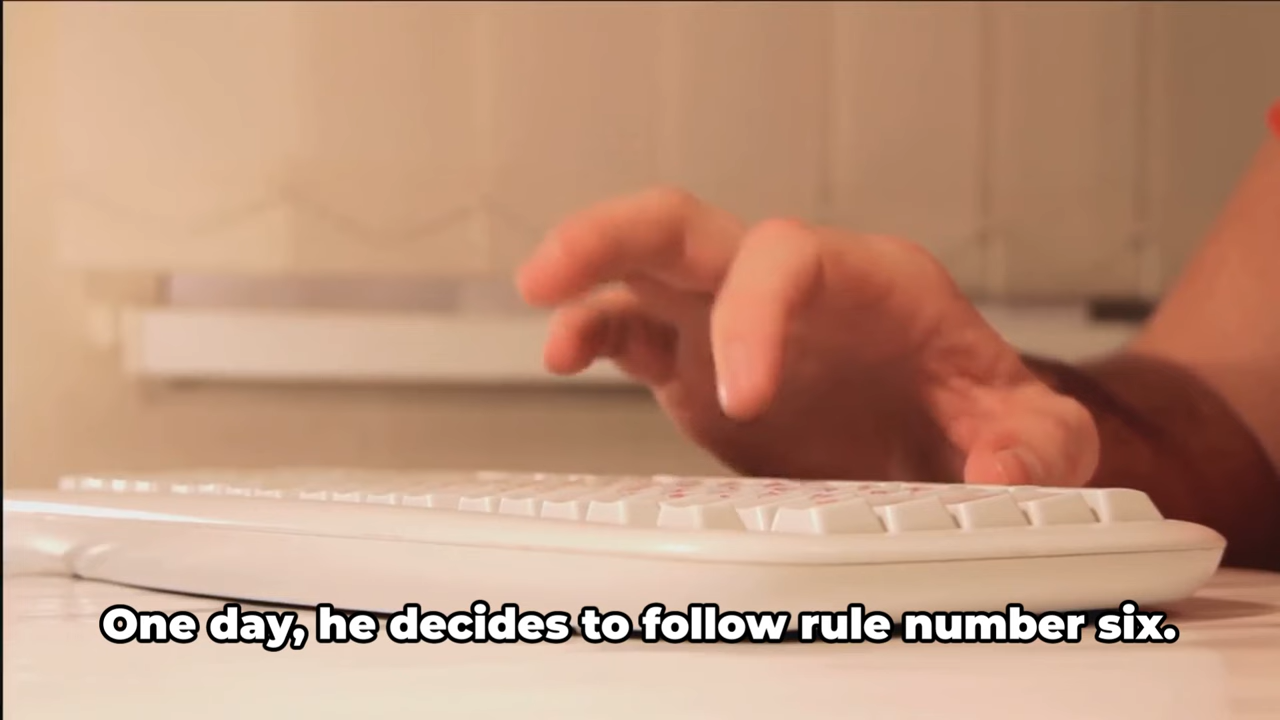 One day, he decides to follow rule number six.